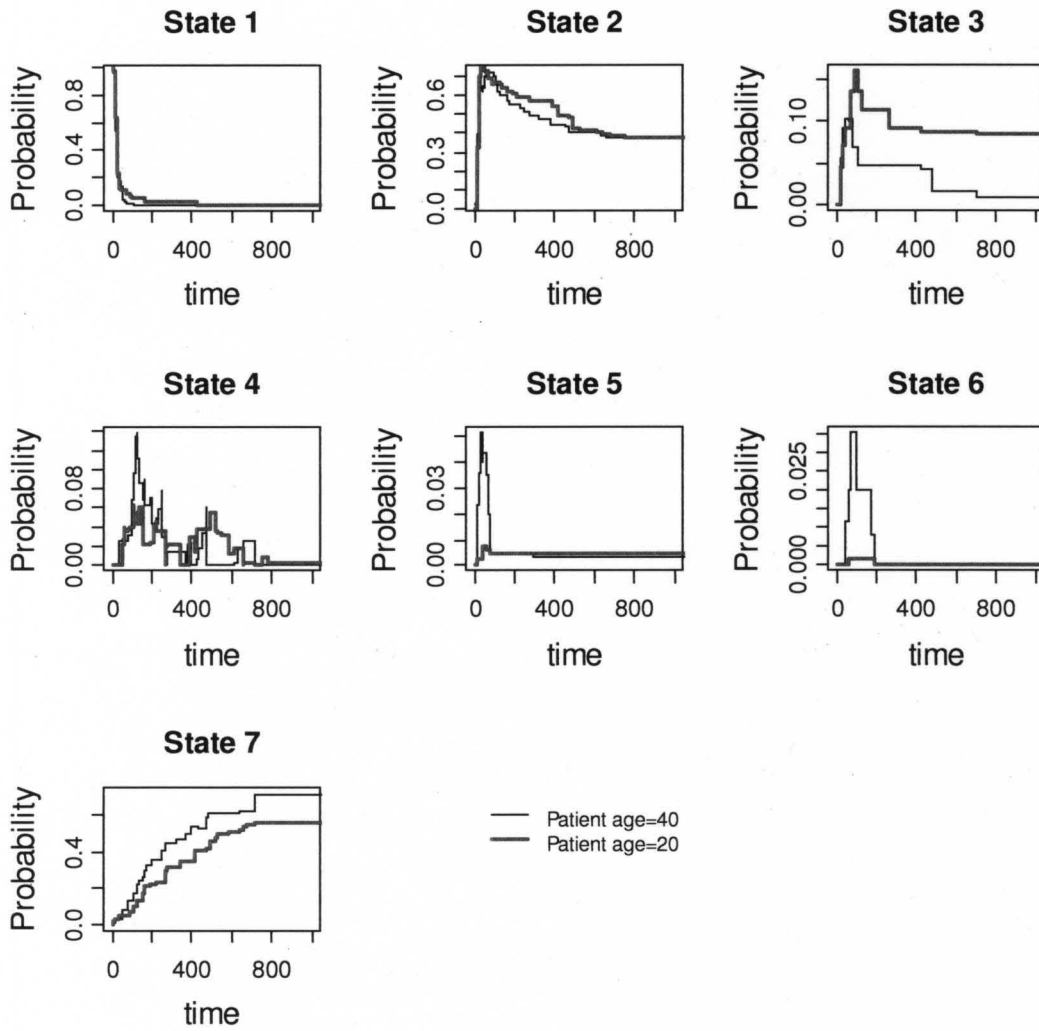 State 1
State 2
State 3
Probability
0.0 0.4 0.8
0 400 800
time
Probability
0.0 0.3 0.6
0 400 800
time
Probability
0.00 0.10
0 400 800
time
State 4
State 5
State 6
Probability
0.00 0.08
0 400 800
time
Probability
0.00 0.03
0 400 800
time
Probability
0.000 0.025
0 400 800
time
State 7
Probability
0.0 0.4
0 400 800
time
Patient age=40
Patient age=20